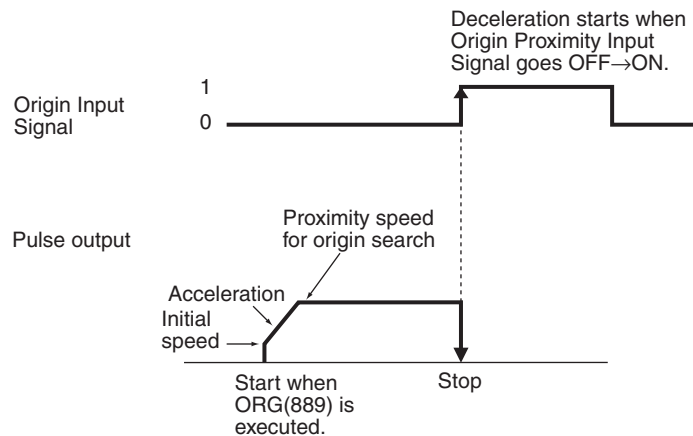 Deceleration starts when
Origin Proximity Input
Signal goes OFF→ON.
Origin Input
Signal
1
0
Pulse output
Proximity speed
for origin search
Acceleration
Initial
speed
Start when
ORG(889) is
executed.
Stop